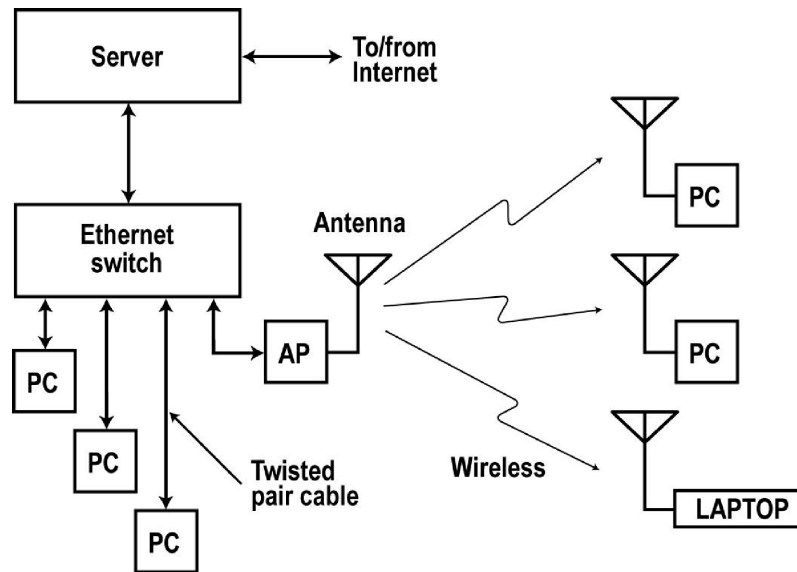 Server
To/from
Internet
Ethernet
switch
Antenna
PC
PC
AP
PC
PC
PC
Twisted
pair cable
Wireless
LAPTOP